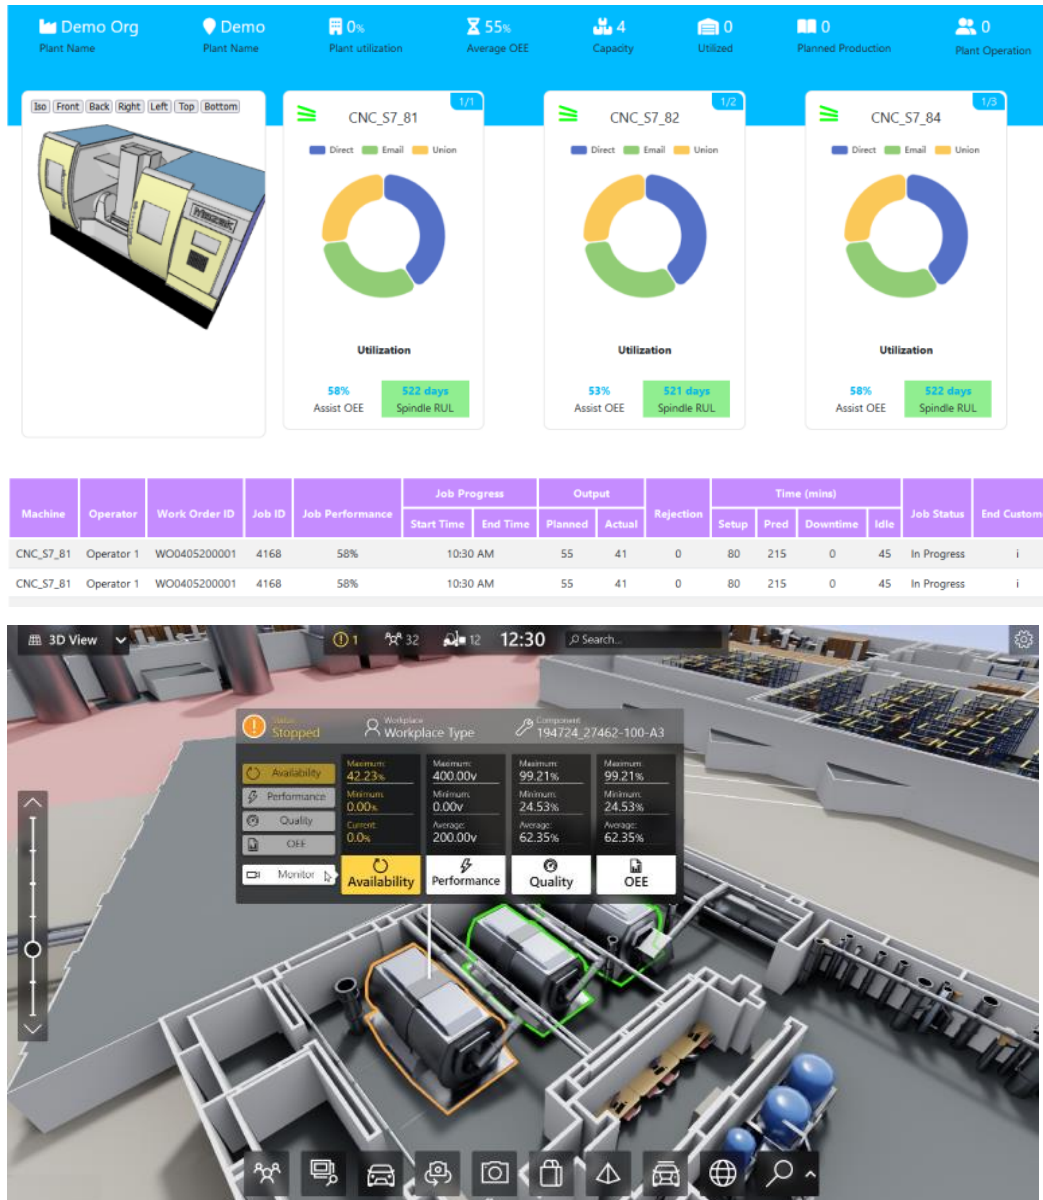 Demo Org
Plant Name
Demo
Plant Name
0%
Plant utilization
55%
Average OEE
4
Capacity
0
Utilized
0
Planned Production
0
Plant Operation
Iso Front Back Right Left Top Bottom
1/1
CNC_S7_81
Direct Email Union
Utilization
58% 522 days
Assist OEE Spindle RUL
1/2
CNC_S7_82
Direct Email Union
Utilization
53% 521 days
Assist OEE Spindle RUL
1/3
CNC_S7_84
Direct Email Union
Utilization
58% 522 days
Assist OEE Spindle RUL
Job Progress Output Time (mins)
Machine Operator Work Order ID Job ID Job Performance Rejection Job Status End Custome
Start Time End Time Planned Actual Setup Pred Downtime Idle
CNC_S7_81 Operator 1 WO0405200001 4168 58% 10:30 AM 55 41 0 80 215 0 45 In Progress i
CNC_S7_81 Operator 1 WO0405200001 4168 58% 10:30 AM 55 41 0 80 215 0 45 In Progress i
3D View 1 32 12 12:30 Search...
Status
Stopped
Workplace
Workplace Type
Component
194724_27462-100-A3
Availability
Performance
Quality
OEE
Monitor
Maximum:
42.23%
Minimum:
0.00%
Current:
0.0%
Availability
Maximum:
400.00v
Minimum:
0.00v
Average:
200.00v
Performance
Maximum:
99.21%
Minimum:
24.53%
Average:
62.35%
Quality
Maximum:
99.21%
Minimum:
24.53%
Average:
62.35%
OEE